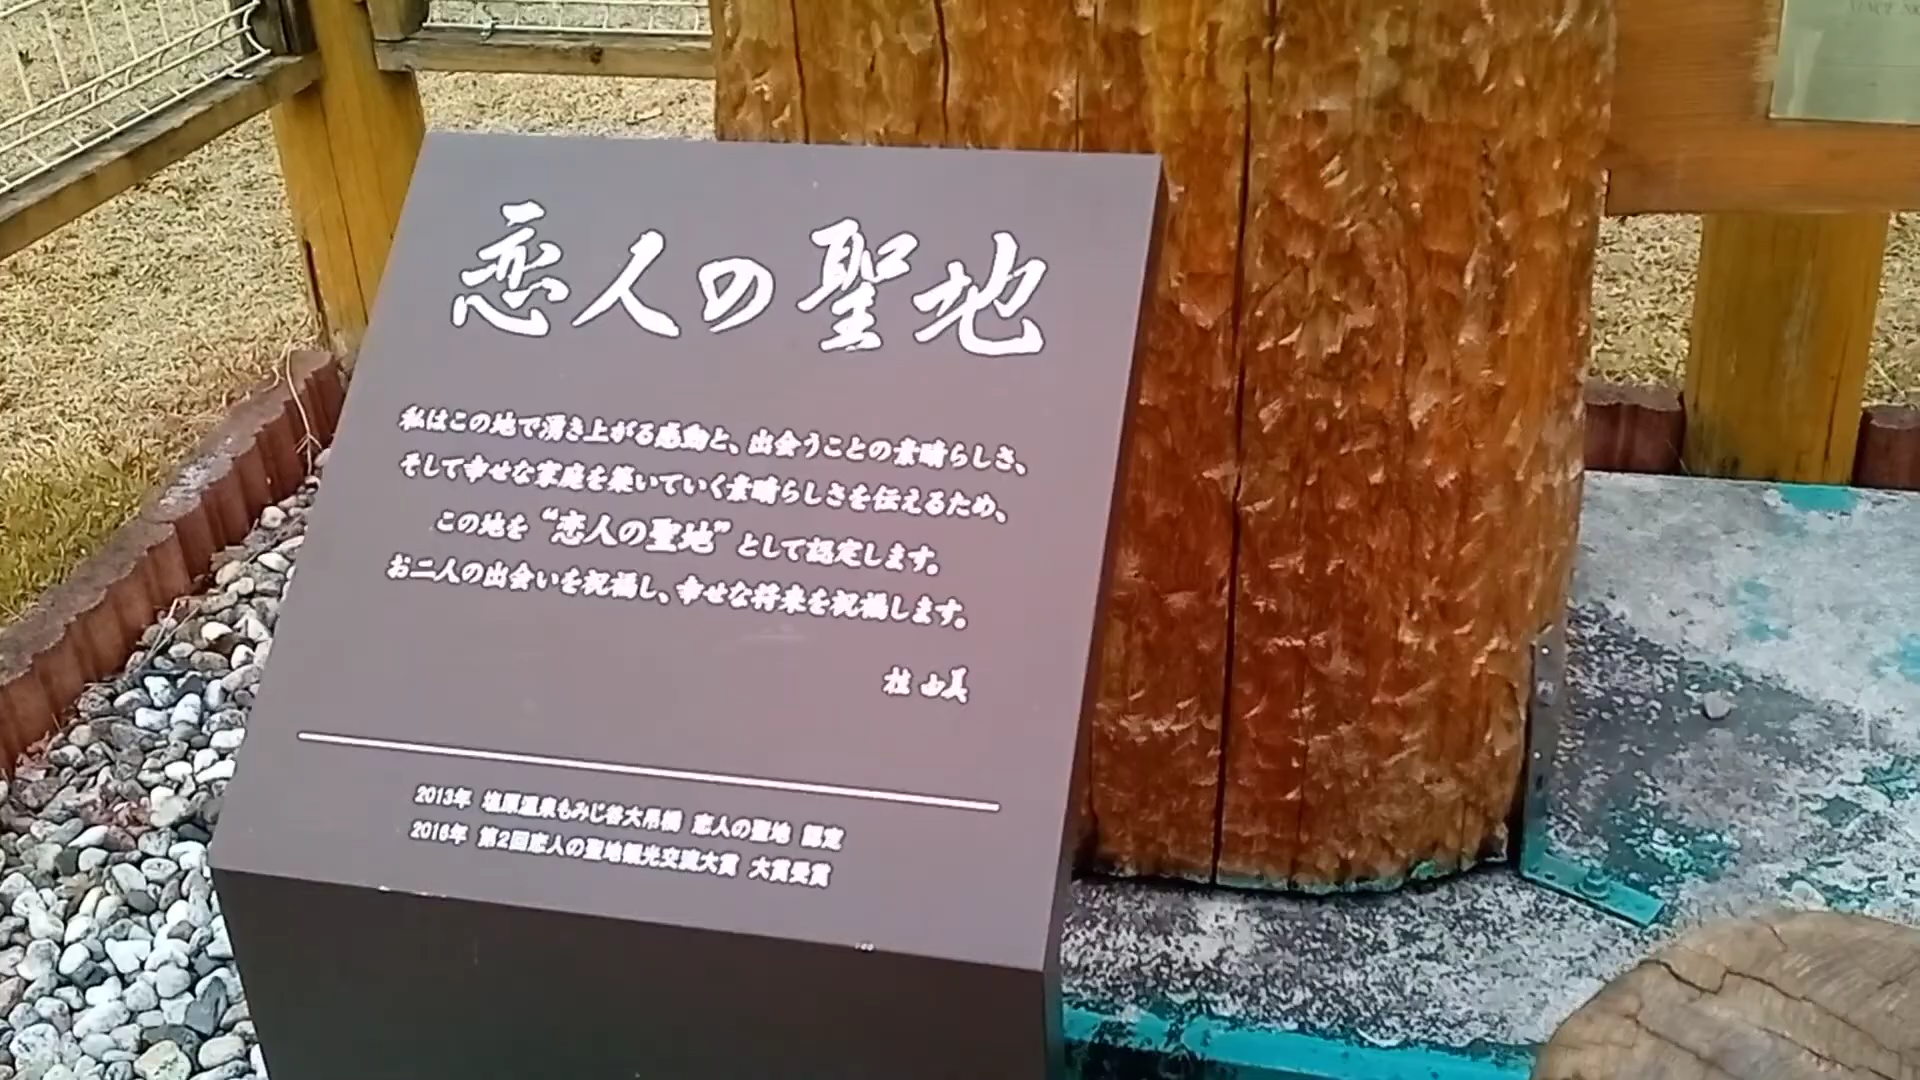 恋人の聖地
私はこの地で湧き上がる感動と、出会うことの素晴らしさ、
そして幸せな家庭を築いていく素晴らしさを伝えるため、
この地を“恋人の聖地”として認定します。
お二人の出会いを祝福し、幸せな将来を祝福します。
桂 由美
2013年 塩原温泉もみじ谷大吊橋 恋人の聖地 認定
2016年 第2回恋人の聖地観光交流大賞 大賞受賞
SINCE